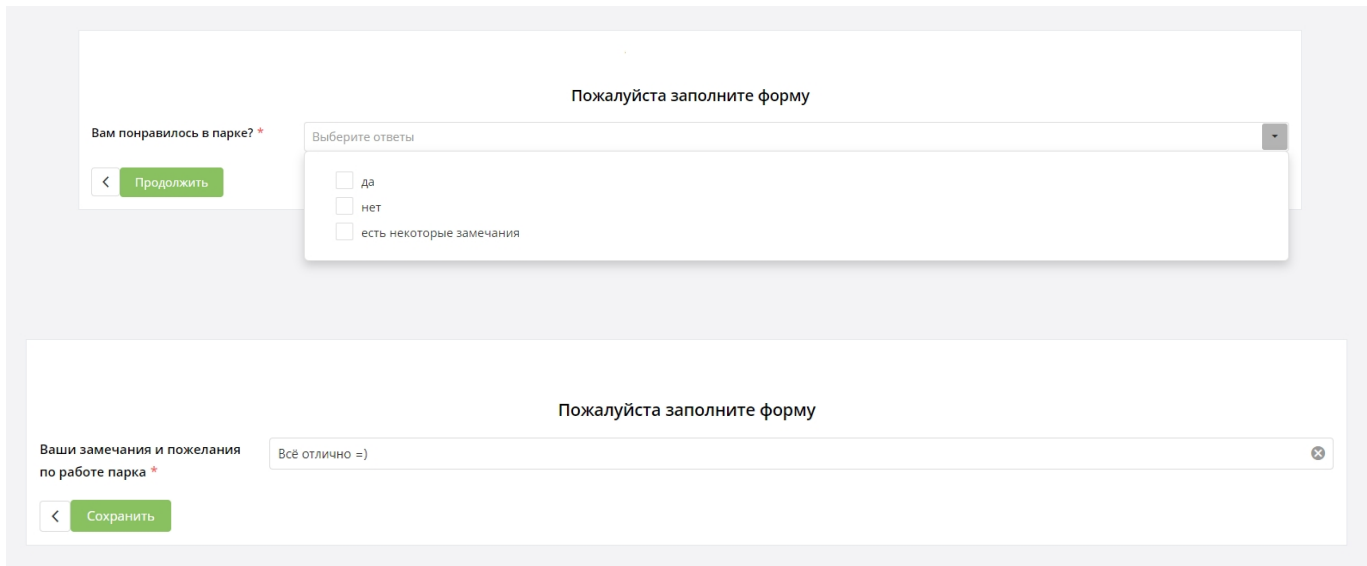 Пожалуйста заполните форму
Вам понравилось в парке? *
Выберите ответы
да
нет
есть некоторые замечания
Продолжить
Пожалуйста заполните форму
Ваши замечания и пожелания
по работе парка *
Всё отлично =)
Сохранить